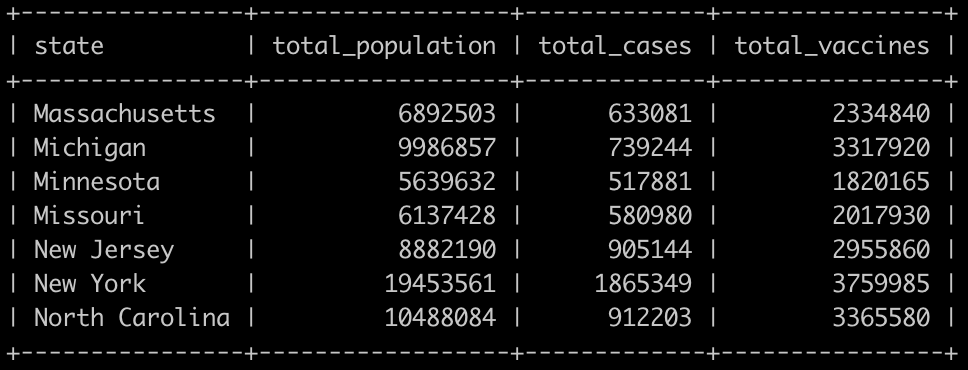 +----------------+------------------+-------------+----------------+
| state          | total_population | total_cases | total_vaccines |
+----------------+------------------+-------------+----------------+
| Massachusetts  |          6892503 |      633081 |        2334840 |
| Michigan       |          9986857 |      739244 |        3317920 |
| Minnesota      |          5639632 |      517881 |        1820165 |
| Missouri       |          6137428 |      580980 |        2017930 |
| New Jersey     |          8882190 |      905144 |        2955860 |
| New York       |         19453561 |     1865349 |        3759985 |
| North Carolina |         10488084 |      912203 |        3365580 |
+----------------+------------------+-------------+----------------+